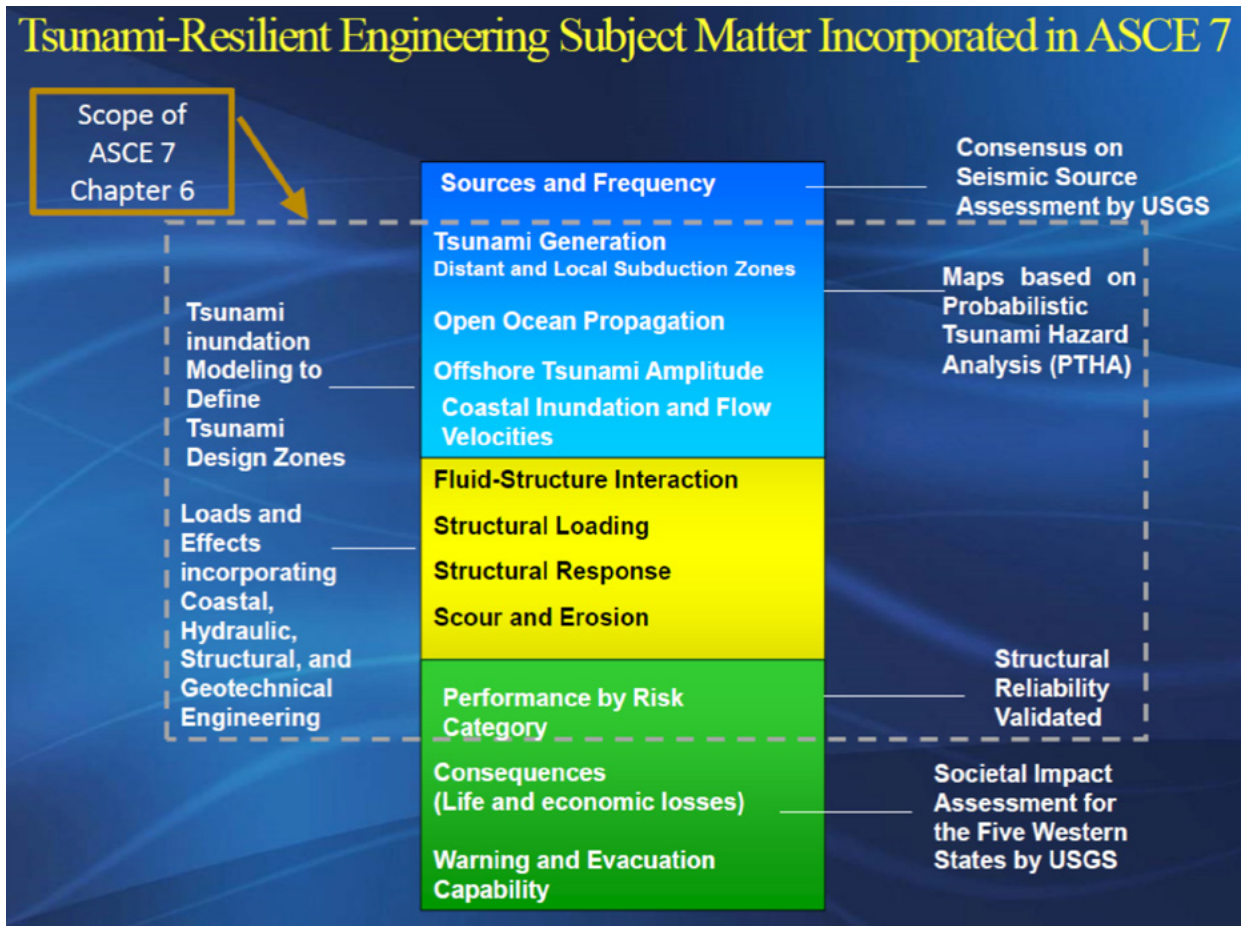 Tsunami-Resilient Engineering Subject Matter Incorporated in ASCE 7
Scope of
ASCE 7
Chapter 6
Sources and Frequency
Consensus on
Seismic Source
Assessment by USGS
Tsunami Generation
Distant and Local Subduction Zones
Open Ocean Propagation
Offshore Tsunami Amplitude
Coastal Inundation and Flow
Velocities
Maps based on
Probabilistic
Tsunami Hazard
Analysis (PTHA)
Tsunami
inundation
Modeling to
Define
Tsunami
Design Zones
Fluid-Structure Interaction
Structural Loading
Structural Response
Scour and Erosion
Loads and
Effects
incorporating
Coastal,
Hydraulic,
Structural, and
Geotechnical
Engineering
Performance by Risk
Category
Structural
Reliability
Validated
Consequences
(Life and economic losses)
Warning and Evacuation
Capability
Societal Impact
Assessment for
the Five Western
States by USGS